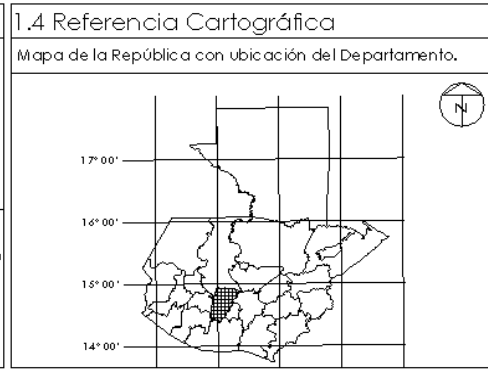 1.4 Referencia Cartográfica
Mapa de la República con ubicación del Departamento.
N
17° 00'
16° 00'
15° 00'
14° 00'